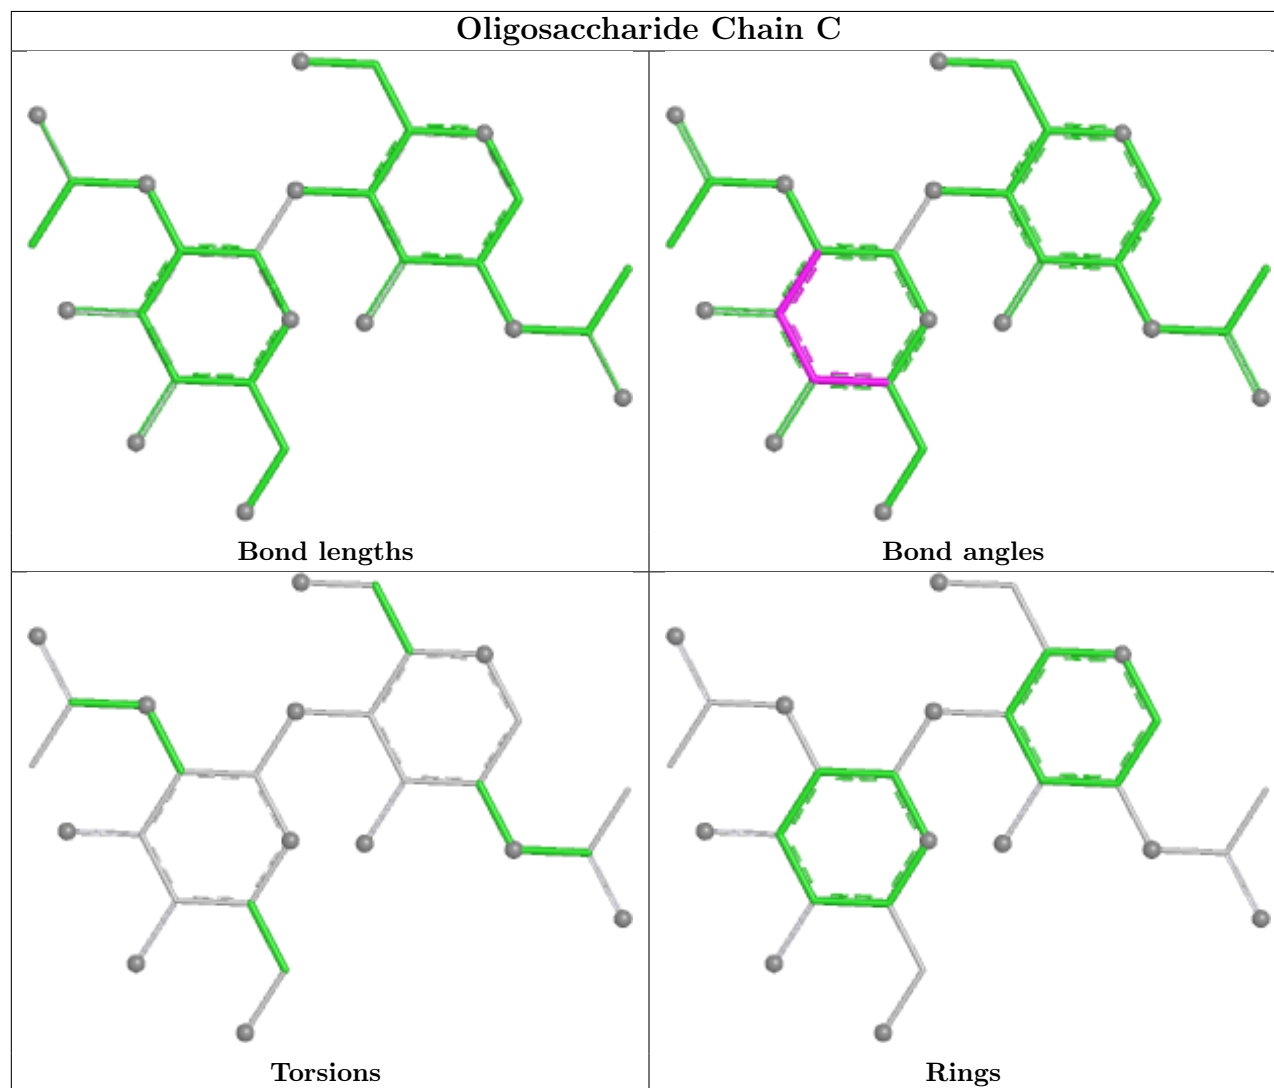 Oligosaccharide Chain C
Bond lengths
Bond angles
Torsions
Rings